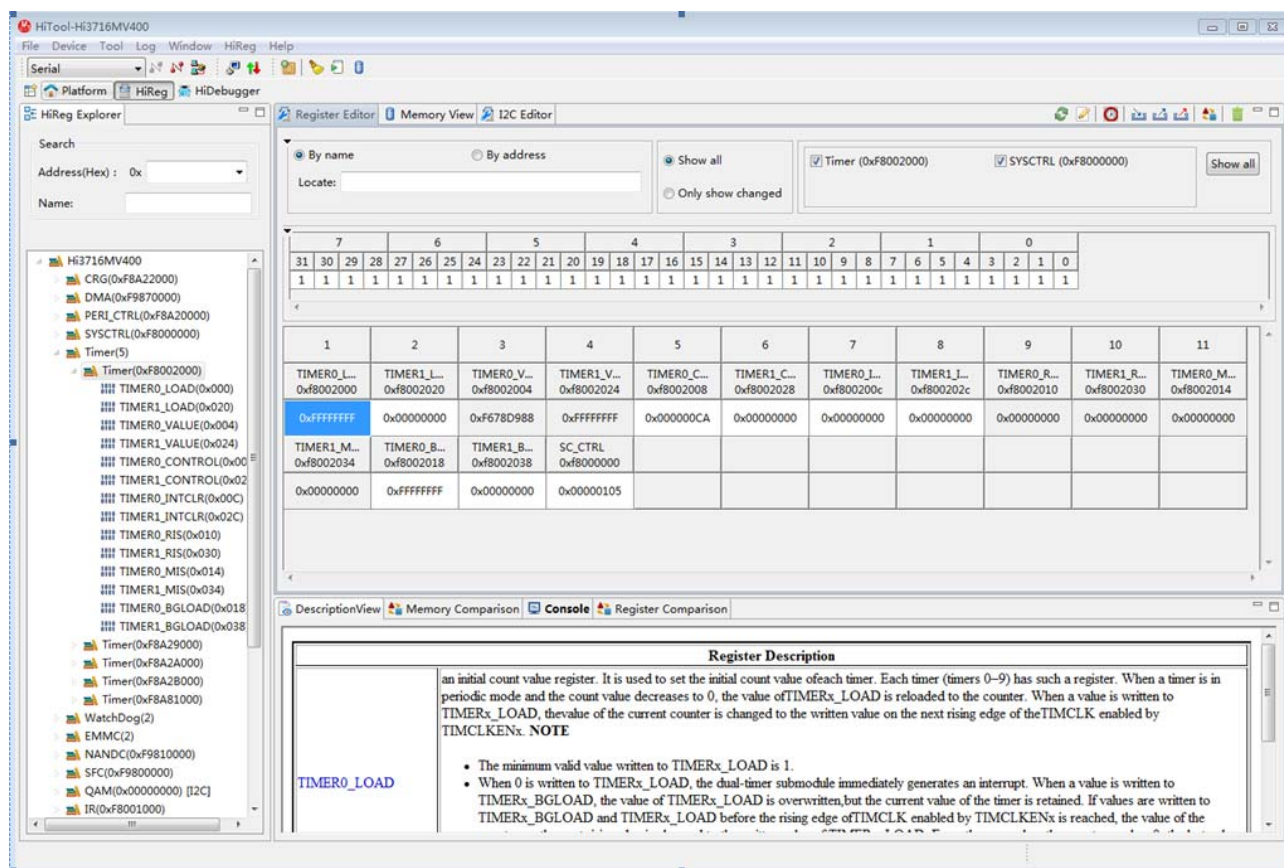 HiTool-Hi3716MV400
File Device Tool Log Window HiReg Help
Serial
Platform HiReg HiDebugger
HiReg Explorer
Search
Address(Hex) : 0x
Name:
Hi3716MV400
CRG(0xF8A22000)
DMA(0xF9870000)
PERI_CTRL(0xF8A20000)
SYSCTRL(0xF8000000)
Timer(5)
Timer(0xF8002000)
TIMER0_LOAD(0x000)
TIMER1_LOAD(0x020)
TIMER0_VALUE(0x004)
TIMER1_VALUE(0x024)
TIMER0_CONTROL(0x00
TIMER1_CONTROL(0x02
TIMER0_INTCLR(0x00C)
TIMER1_INTCLR(0x02C)
TIMER0_RIS(0x010)
TIMER1_RIS(0x030)
TIMER0_MIS(0x014)
TIMER1_MIS(0x034)
TIMER0_BGLOAD(0x018
TIMER1_BGLOAD(0x038
Timer(0xF8A29000)
Timer(0xF8A2A000)
Timer(0xF8A2B000)
Timer(0xF8A81000)
WatchDog(2)
EMMC(2)
NANDC(0xF9810000)
SFC(0xF9800000)
QAM(0x00000000) [I2C]
IR(0xF8001000)
Register Editor Memory View I2C Editor
By name By address
Locate:
Show all
Only show changed
Timer (0xF8002000) SYSCTRL (0xF8000000)
Show all
7 6 5 4 3 2 1 0
31 30 29 28 27 26 25 24 23 22 21 20 19 18 17 16 15 14 13 12 11 10 9 8 7 6 5 4 3 2 1 0
1 1 1 1 1 1 1 1 1 1 1 1 1 1 1 1 1 1 1 1 1 1 1 1 1 1 1 1 1 1 1 1
1 2 3 4 5 6 7 8 9 10 11
TIMER0_L... TIMER1_L... TIMER0_V... TIMER1_V... TIMER0_C... TIMER1_C... TIMER0_I... TIMER1_I... TIMER0_R... TIMER1_R... TIMER0_M...
0xf8002000 0xf8002020 0xf8002004 0xf8002024 0xf8002008 0xf8002028 0xf800200c 0xf800202c 0xf8002010 0xf8002030 0xf8002014
0xFFFFFFFF 0x00000000 0xF678D988 0xFFFFFFFF 0x000000CA 0x00000000 0x00000000 0x00000000 0x00000000 0x00000000 0x00000000
TIMER1_M... TIMER0_B... TIMER1_B... SC_CTRL
0xf8002034 0xf8002018 0xf8002038 0xf8000000
0x00000000 0xFFFFFFFF 0x00000000 0x00000105
DescriptionView Memory Comparison Console Register Comparison
Register Description
TIMER0_LOAD
an initial count value register. It is used to set the initial count value ofeach timer. Each timer (timers 0–9) has such a register. When a timer is in
periodic mode and the count value decreases to 0, the value ofTIMERx_LOAD is reloaded to the counter. When a value is written to
TIMERx_LOAD, thevalue of the current counter is changed to the written value on the next rising edge of theTIMCLK enabled by
TIMCLKENx. NOTE
• The minimum valid value written to TIMERx_LOAD is 1.
• When 0 is written to TIMERx_LOAD, the dual-timer submodule immediately generates an interrupt. When a value is written to
TIMERx_BGLOAD, the value of TIMERx_LOAD is overwritten,but the current value of the timer is retained. If values are written to
TIMERx_BGLOAD and TIMERx_LOAD before the rising edge ofTIMCLK enabled by TIMCLKENx is reached, the value of the